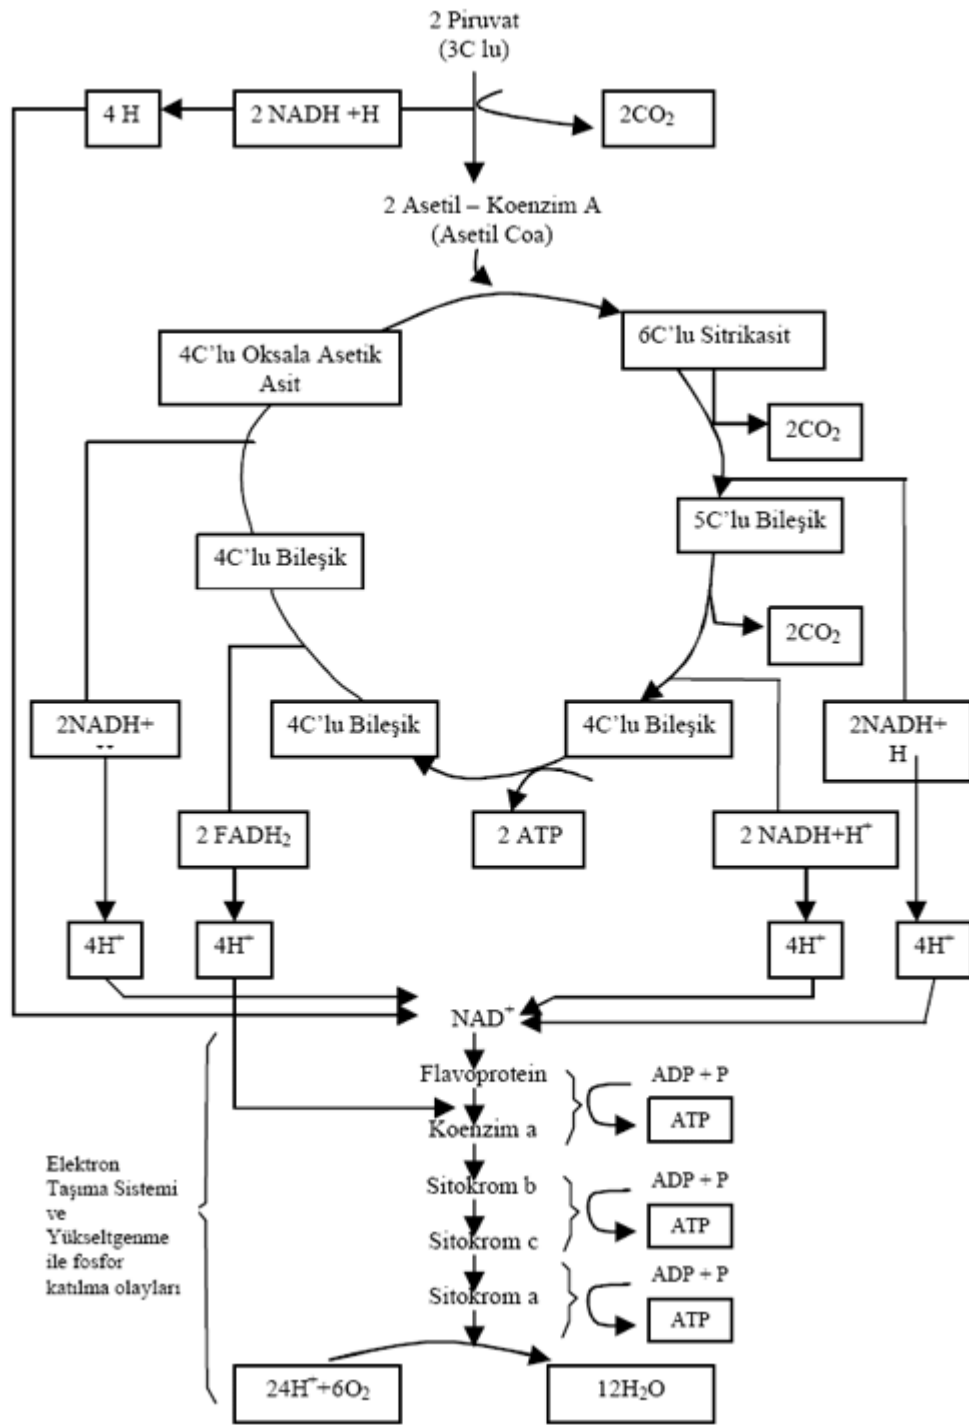 2 Piruvat
(3C lu)
4 H
2 NADH +H
2CO₂
2 Asetil – Koenzim A
(Asetil Coa)
4C'lu Oksala Asetik
Asit
6C'lu Sitrikasit
2CO₂
5C'lu Bileşik
4C'lu Bileşik
2CO₂
2NADH+
4C'lu Bileşik
4C'lu Bileşik
2NADH+
H
2 FADH₂
2 ATP
2 NADH+H⁺
4H⁺
4H⁺
4H⁺
4H⁺
NAD⁺
Flavoprotein
ADP + P
ATP
Koenzim a
Elektron
Taşıma Sistemi
ve
Yükseltgenme
ile fosfor
katılma olayları
Sitokrom b
ADP + P
ATP
Sitokrom c
ADP + P
Sitokrom a
ATP
24H⁺+6O₂
12H₂O